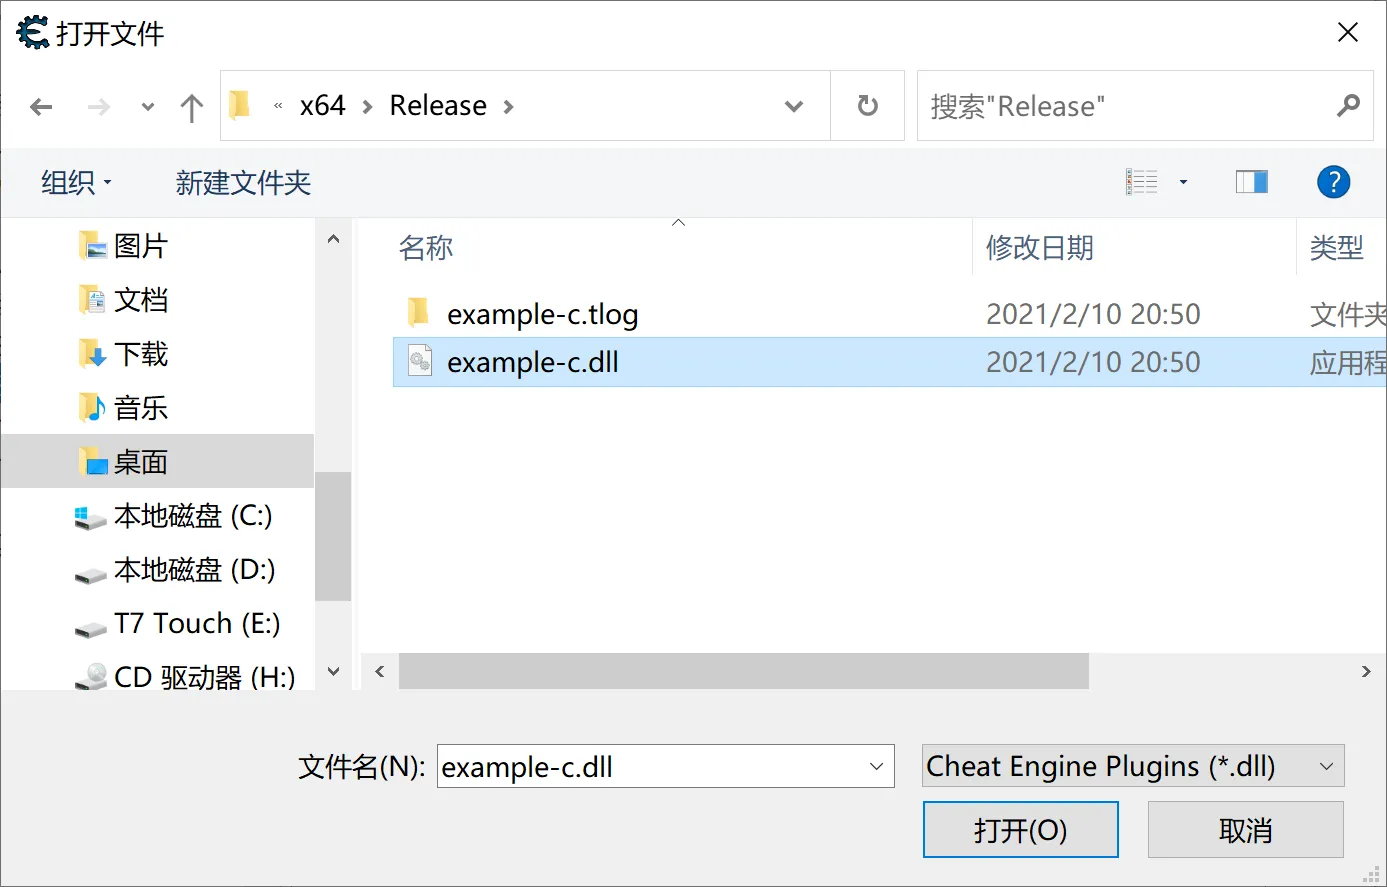 打开文件
« x64 > Release >
搜索"Release"
组织
新建文件夹
图片
文档
下载
音乐
桌面
本地磁盘 (C:)
本地磁盘 (D:)
T7 Touch (E:)
CD 驱动器 (H:)
名称 修改日期 类型
example-c.tlog 2021/2/10 20:50 文件夹
example-c.dll 2021/2/10 20:50 应用程
文件名(N): example-c.dll
Cheat Engine Plugins (*.dll)
打开(O)
取消